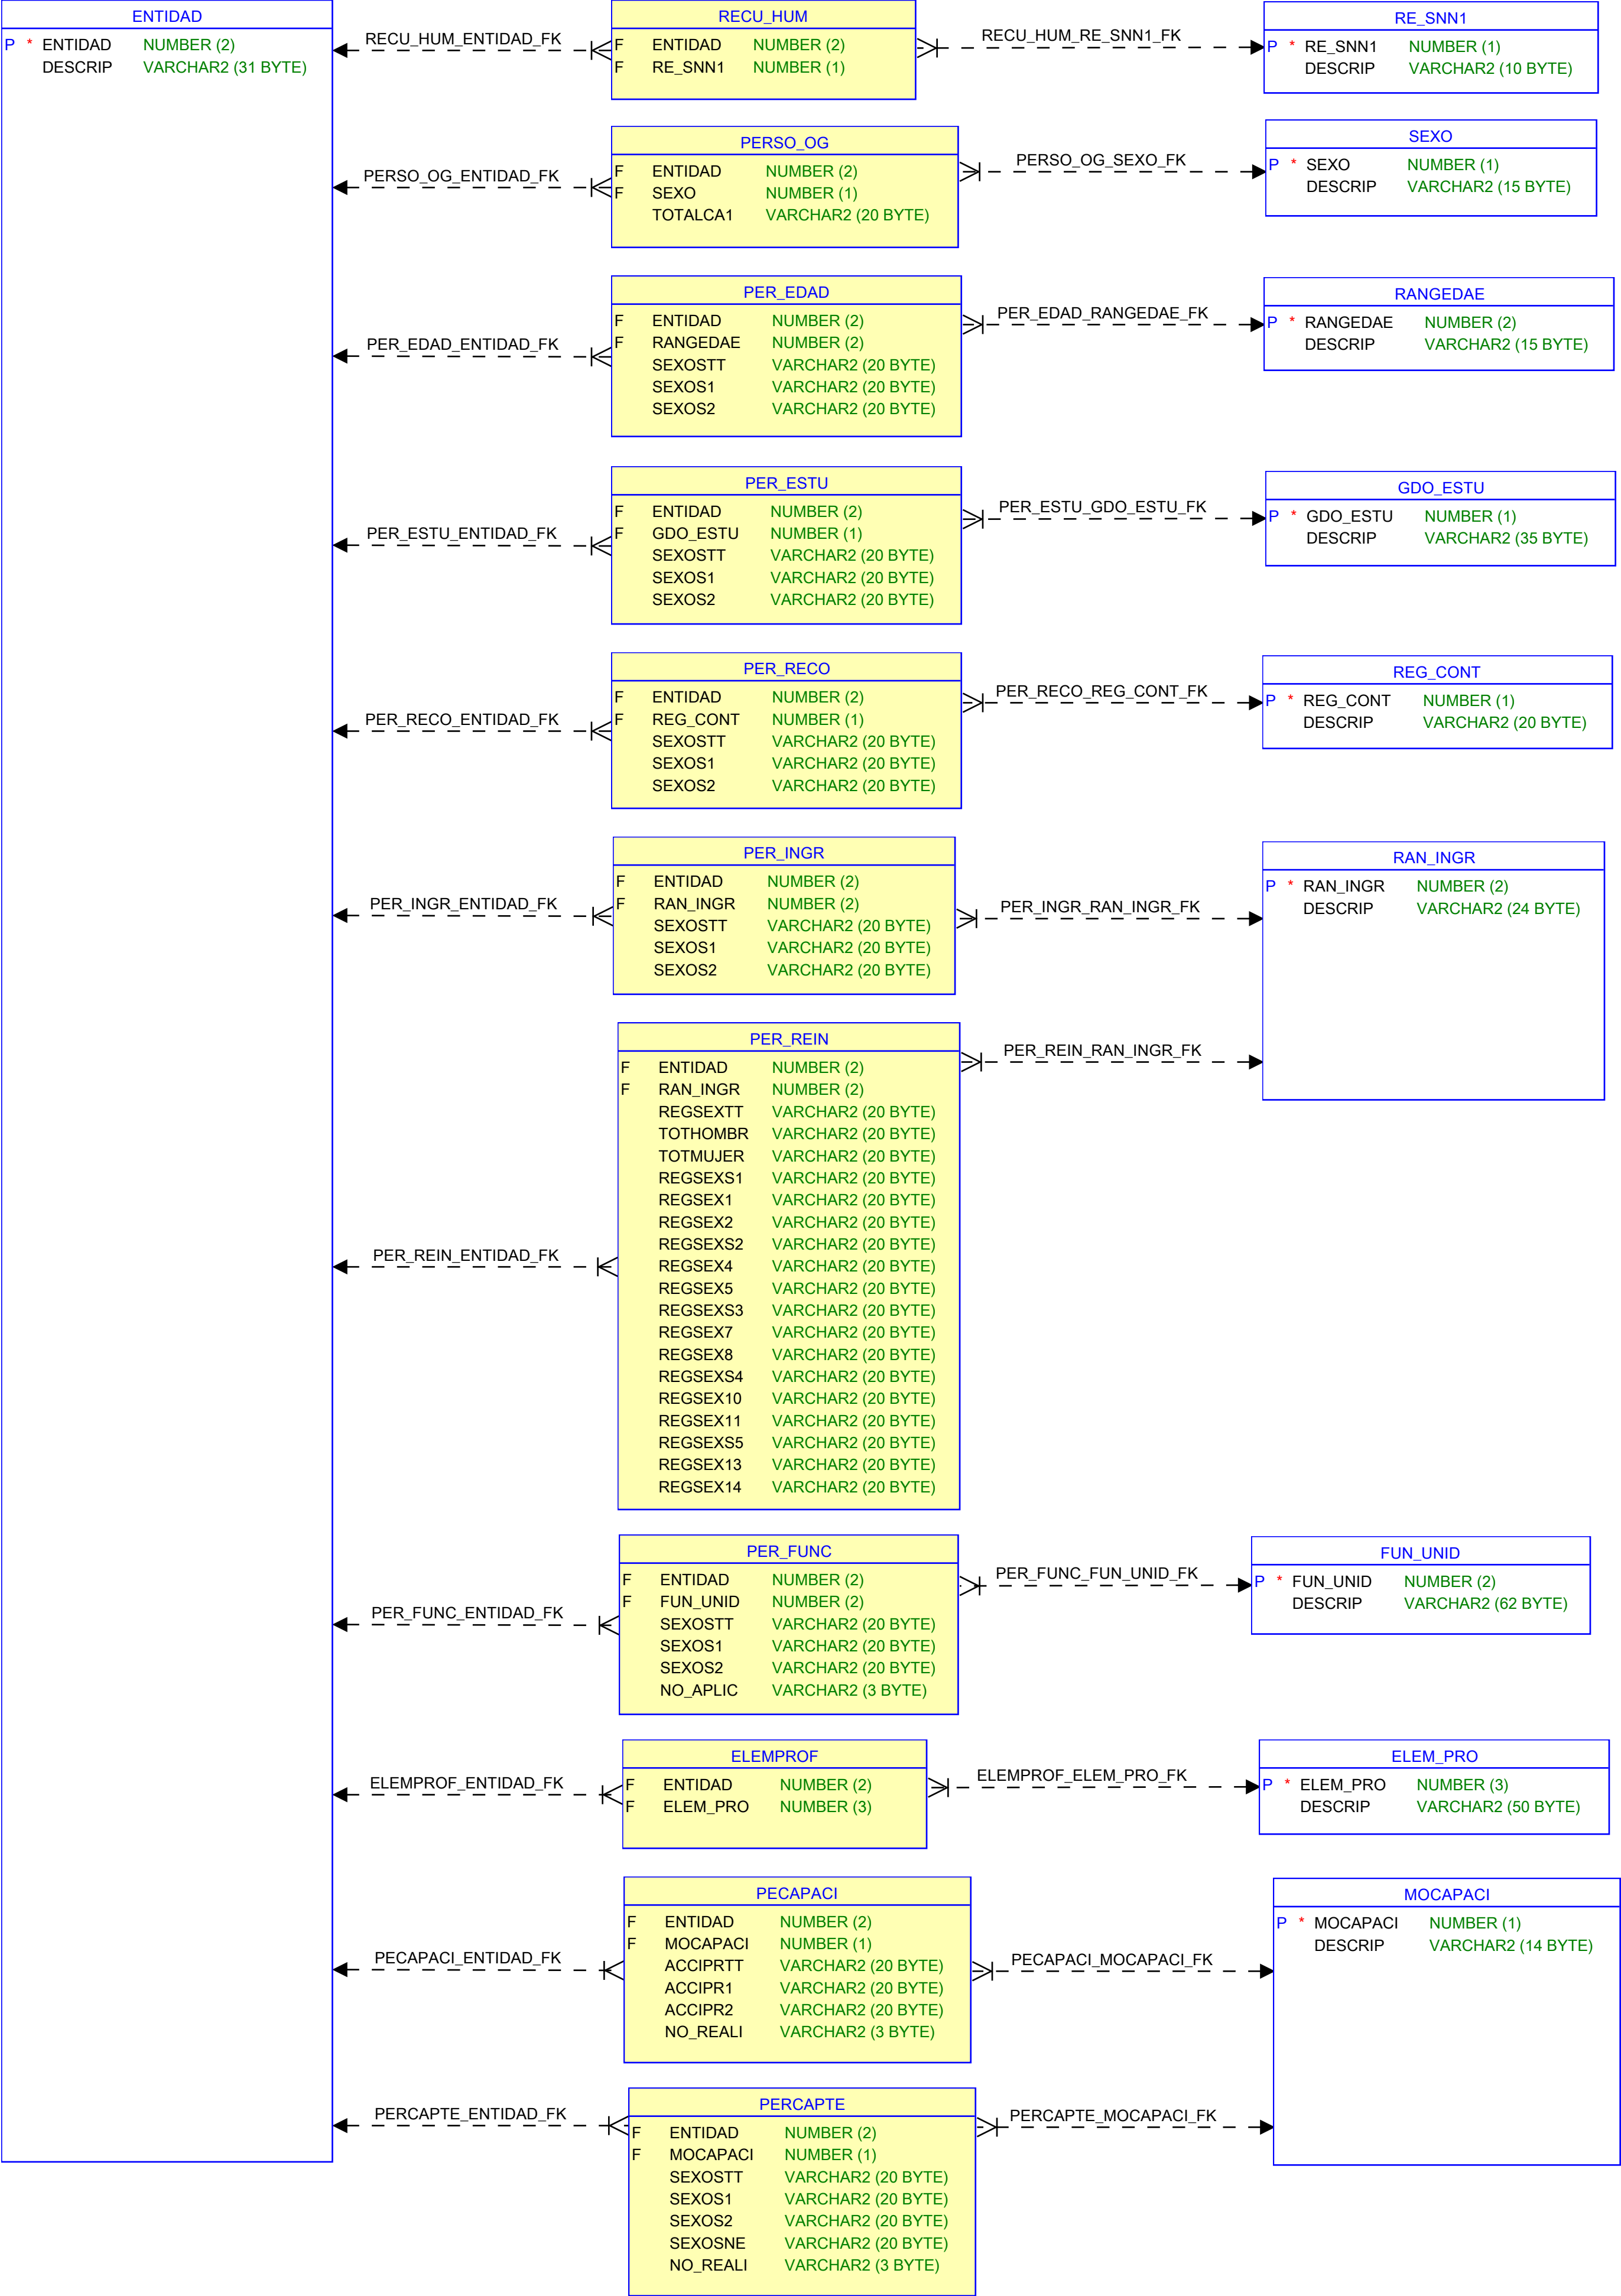 ENTIDAD
P * ENTIDAD NUMBER (2)
DESCRIP VARCHAR2 (31 BYTE)
RECU_HUM_ENTIDAD_FK
RECU_HUM
F ENTIDAD NUMBER (2)
F RE_SNN1 NUMBER (1)
RECU_HUM_RE_SNN1_FK
RE_SNN1
P * RE_SNN1 NUMBER (1)
DESCRIP VARCHAR2 (10 BYTE)
PERSO_OG_ENTIDAD_FK
PERSO_OG
F ENTIDAD NUMBER (2)
F SEXO NUMBER (1)
TOTALCA1 VARCHAR2 (20 BYTE)
PERSO_OG_SEXO_FK
SEXO
P * SEXO NUMBER (1)
DESCRIP VARCHAR2 (15 BYTE)
PER_EDAD_ENTIDAD_FK
PER_EDAD
F ENTIDAD NUMBER (2)
F RANGEDAE NUMBER (2)
SEXOSTT VARCHAR2 (20 BYTE)
SEXOS1 VARCHAR2 (20 BYTE)
SEXOS2 VARCHAR2 (20 BYTE)
PER_EDAD_RANGEDAE_FK
RANGEDAE
P * RANGEDAE NUMBER (2)
DESCRIP VARCHAR2 (15 BYTE)
PER_ESTU_ENTIDAD_FK
PER_ESTU
F ENTIDAD NUMBER (2)
F GDO_ESTU NUMBER (1)
SEXOSTT VARCHAR2 (20 BYTE)
SEXOS1 VARCHAR2 (20 BYTE)
SEXOS2 VARCHAR2 (20 BYTE)
PER_ESTU_GDO_ESTU_FK
GDO_ESTU
P * GDO_ESTU NUMBER (1)
DESCRIP VARCHAR2 (35 BYTE)
PER_RECO_ENTIDAD_FK
PER_RECO
F ENTIDAD NUMBER (2)
F REG_CONT NUMBER (1)
SEXOSTT VARCHAR2 (20 BYTE)
SEXOS1 VARCHAR2 (20 BYTE)
SEXOS2 VARCHAR2 (20 BYTE)
PER_RECO_REG_CONT_FK
REG_CONT
P * REG_CONT NUMBER (1)
DESCRIP VARCHAR2 (20 BYTE)
PER_INGR_ENTIDAD_FK
PER_INGR
F ENTIDAD NUMBER (2)
F RAN_INGR NUMBER (2)
SEXOSTT VARCHAR2 (20 BYTE)
SEXOS1 VARCHAR2 (20 BYTE)
SEXOS2 VARCHAR2 (20 BYTE)
PER_INGR_RAN_INGR_FK
RAN_INGR
P * RAN_INGR NUMBER (2)
DESCRIP VARCHAR2 (24 BYTE)
PER_REIN_ENTIDAD_FK
PER_REIN
F ENTIDAD NUMBER (2)
F RAN_INGR NUMBER (2)
REGSEXTT VARCHAR2 (20 BYTE)
TOTHOMBR VARCHAR2 (20 BYTE)
TOTMUJER VARCHAR2 (20 BYTE)
REGSEXS1 VARCHAR2 (20 BYTE)
REGSEX1 VARCHAR2 (20 BYTE)
REGSEX2 VARCHAR2 (20 BYTE)
REGSEXS2 VARCHAR2 (20 BYTE)
REGSEX4 VARCHAR2 (20 BYTE)
REGSEX5 VARCHAR2 (20 BYTE)
REGSEXS3 VARCHAR2 (20 BYTE)
REGSEX7 VARCHAR2 (20 BYTE)
REGSEX8 VARCHAR2 (20 BYTE)
REGSEXS4 VARCHAR2 (20 BYTE)
REGSEX10 VARCHAR2 (20 BYTE)
REGSEX11 VARCHAR2 (20 BYTE)
REGSEXS5 VARCHAR2 (20 BYTE)
REGSEX13 VARCHAR2 (20 BYTE)
REGSEX14 VARCHAR2 (20 BYTE)
PER_REIN_RAN_INGR_FK
PER_FUNC_ENTIDAD_FK
PER_FUNC
F ENTIDAD NUMBER (2)
F FUN_UNID NUMBER (2)
SEXOSTT VARCHAR2 (20 BYTE)
SEXOS1 VARCHAR2 (20 BYTE)
SEXOS2 VARCHAR2 (20 BYTE)
NO_APLIC VARCHAR2 (3 BYTE)
PER_FUNC_FUN_UNID_FK
FUN_UNID
P * FUN_UNID NUMBER (2)
DESCRIP VARCHAR2 (62 BYTE)
ELEMPROF_ENTIDAD_FK
ELEMPROF
F ENTIDAD NUMBER (2)
F ELEM_PRO NUMBER (3)
ELEMPROF_ELEM_PRO_FK
ELEM_PRO
P * ELEM_PRO NUMBER (3)
DESCRIP VARCHAR2 (50 BYTE)
PECAPACI_ENTIDAD_FK
PECAPACI
F ENTIDAD NUMBER (2)
F MOCAPACI NUMBER (1)
ACCIPRTT VARCHAR2 (20 BYTE)
ACCIPR1 VARCHAR2 (20 BYTE)
ACCIPR2 VARCHAR2 (20 BYTE)
NO_REALI VARCHAR2 (3 BYTE)
PECAPACI_MOCAPACI_FK
MOCAPACI
P * MOCAPACI NUMBER (1)
DESCRIP VARCHAR2 (14 BYTE)
PERCAPTE_ENTIDAD_FK
PERCAPTE
F ENTIDAD NUMBER (2)
F MOCAPACI NUMBER (1)
SEXOSTT VARCHAR2 (20 BYTE)
SEXOS1 VARCHAR2 (20 BYTE)
SEXOS2 VARCHAR2 (20 BYTE)
SEXOSNE VARCHAR2 (20 BYTE)
NO_REALI VARCHAR2 (3 BYTE)
PERCAPTE_MOCAPACI_FK